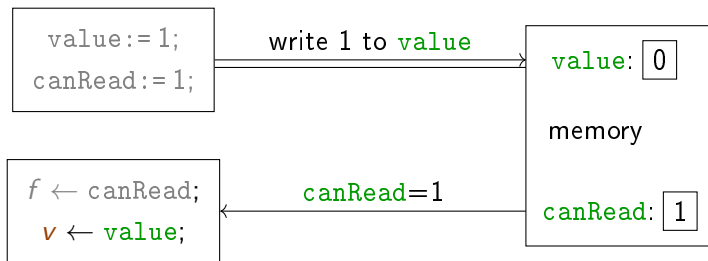 value:= 1;
canRead:= 1;
write 1 to value
value: 0
memory
canRead: 1
f ← canRead;
v ← value;
canRead=1